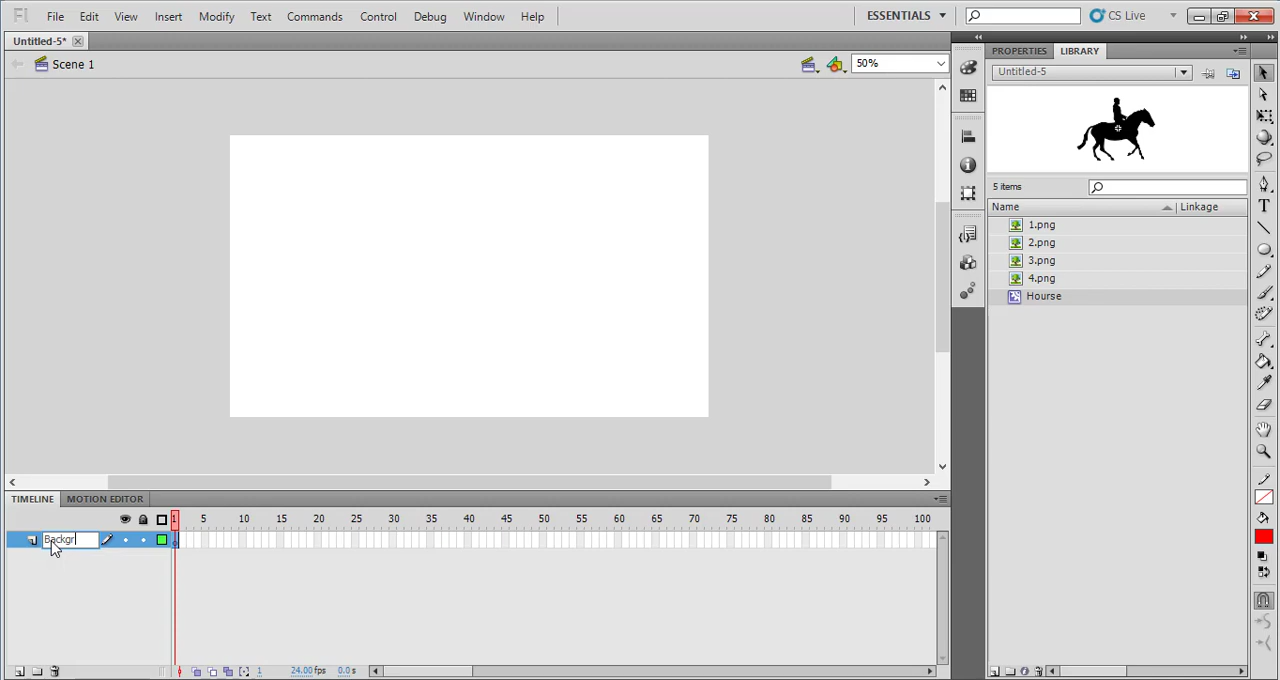 Fl File Edit View Insert Modify Text Commands Control Debug Window Help ESSENTIALS CS Live
Untitled-5*
Scene 1 50%
PROPERTIES LIBRARY
Untitled-5
5 items
Name Linkage
1.png
2.png
3.png
4.png
Hourse
TIMELINE MOTION EDITOR
1 5 10 15 20 25 30 35 40 45 50 55 60 65 70 75 80 85 90 95 100
Backgr
1 24.00 fps 0.0 s